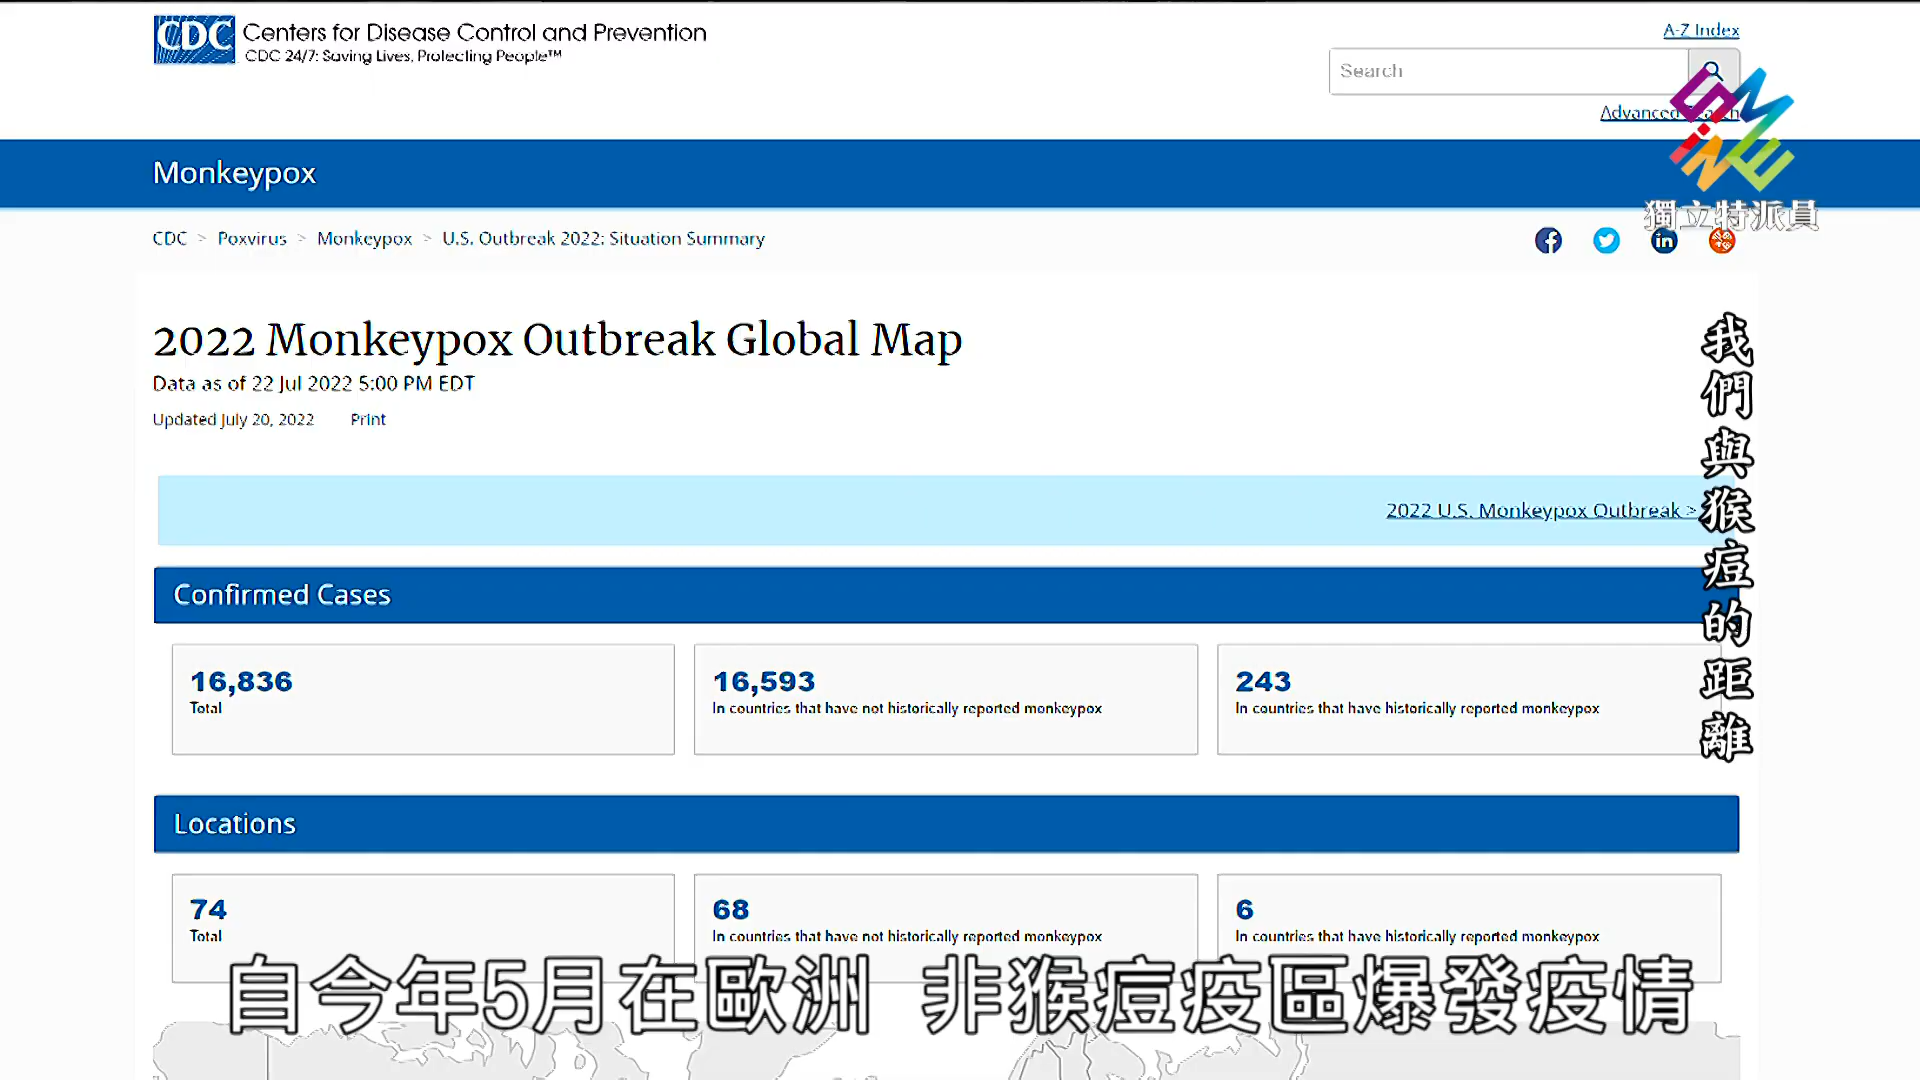 CDC Centers for Disease Control and Prevention
CDC 24/7: Saving Lives, Protecting People™
A-Z Index
Search
Advanced
獨立特派員
Monkeypox
CDC > Poxvirus > Monkeypox > U.S. Outbreak 2022: Situation Summary
2022 Monkeypox Outbreak Global Map
Data as of 22 Jul 2022 5:00 PM EDT
Updated July 20, 2022 Print
2022 U.S. Monkeypox Outbreak >
我們與猴痘的距離
Confirmed Cases
16,836
Total
16,593
In countries that have not historically reported monkeypox
243
In countries that have historically reported monkeypox
Locations
74
Total
68
In countries that have not historically reported monkeypox
6
In countries that have historically reported monkeypox
自今年5月在歐洲 非猴痘疫區爆發疫情